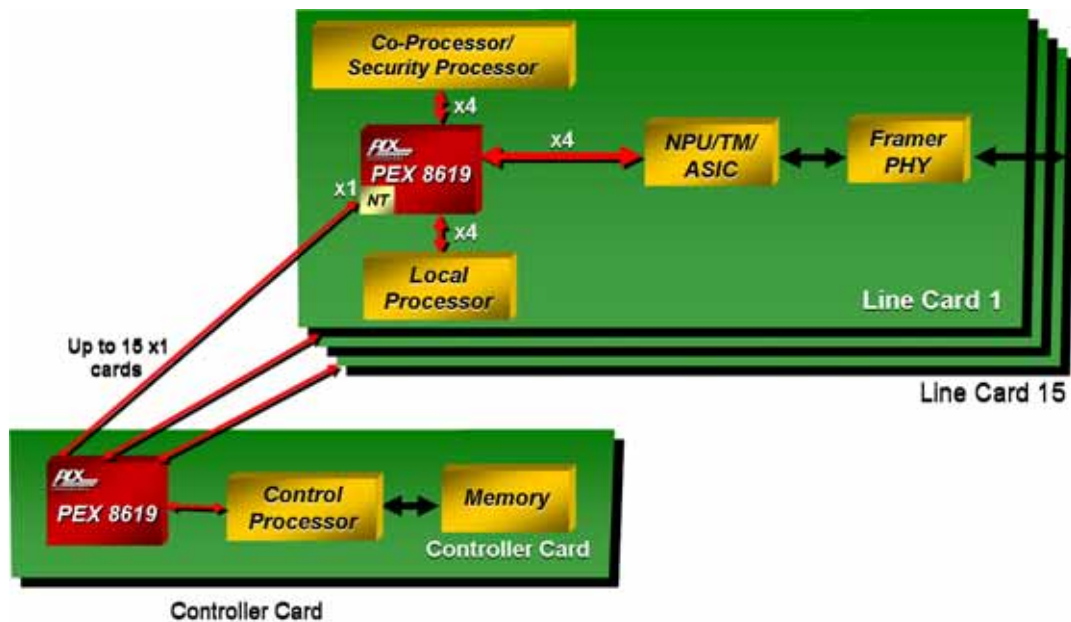 Co-Processor/
Security Processor
x4
PLX
PEX 8619
x1
NT
x4
NPU/TM/
ASIC
Framer
PHY
x4
Local
Processor
Line Card 1
Up to 15 x1
cards
Line Card 15
PLX
PEX 8619
Control
Processor
Memory
Controller Card
Controller Card